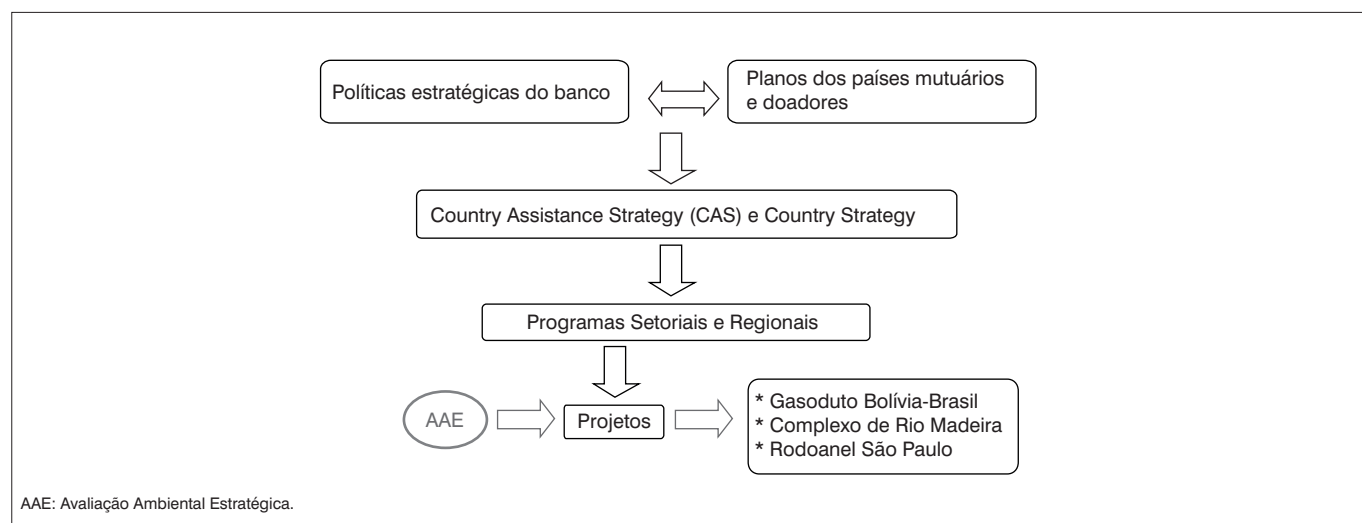 Políticas estratégicas do banco
Planos dos países mutuários
e doadores
Country Assistance Strategy (CAS) e Country Strategy
Programas Setoriais e Regionais
AAE
Projetos
* Gasoduto Bolívia-Brasil
* Complexo de Rio Madeira
* Rodoanel São Paulo
AAE: Avaliação Ambiental Estratégica.